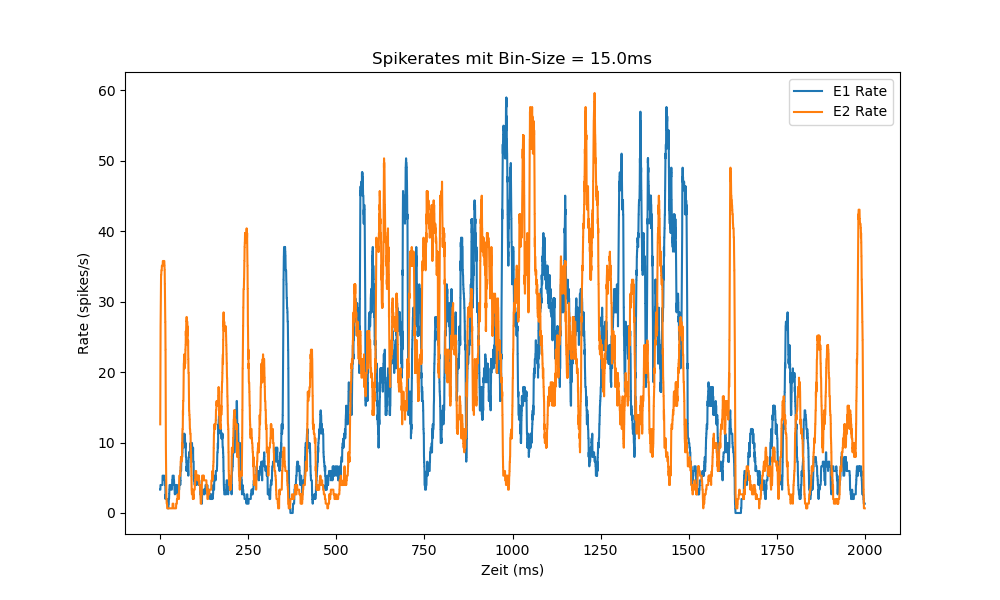 Spikerates mit Bin-Size = 15.0ms
E1 Rate
E2 Rate
60
50
40
30
20
10
0
Rate (spikes/s)
0 250 500 750 1000 1250 1500 1750 2000
Zeit (ms)